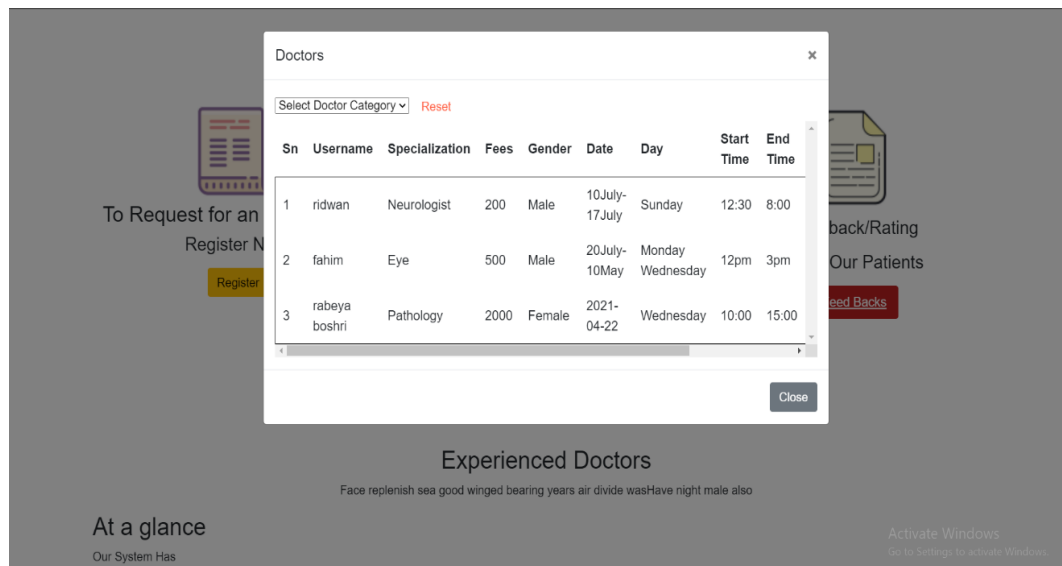 Doctors ×
Select Doctor Category Reset
Sn Username Specialization Fees Gender Date Day Start Time End Time
1 ridwan Neurologist 200 Male 10July-17July Sunday 12:30 8:00
2 fahim Eye 500 Male 20July-10May Monday Wednesday 12pm 3pm
3 rabeya boshri Pathology 2000 Female 2021-04-22 Wednesday 10:00 15:00
Close
To Request for an
Register N
Register
back/Rating
Our Patients
eed Backs
Experienced Doctors
Face replenish sea good winged bearing years air divide wasHave night male also
At a glance
Our System Has
Activate Windows
Go to Settings to activate Windows.